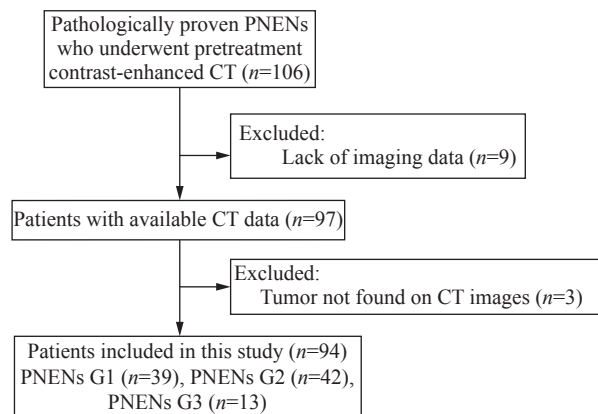 Pathologically proven PNENs
who underwent pretreatment
contrast-enhanced CT (n=106)
Excluded:
Lack of imaging data (n=9)
Patients with available CT data (n=97)
Excluded:
Tumor not found on CT images (n=3)
Patients included in this study (n=94)
PNENs G1 (n=39), PNENs G2 (n=42),
PNENs G3 (n=13)